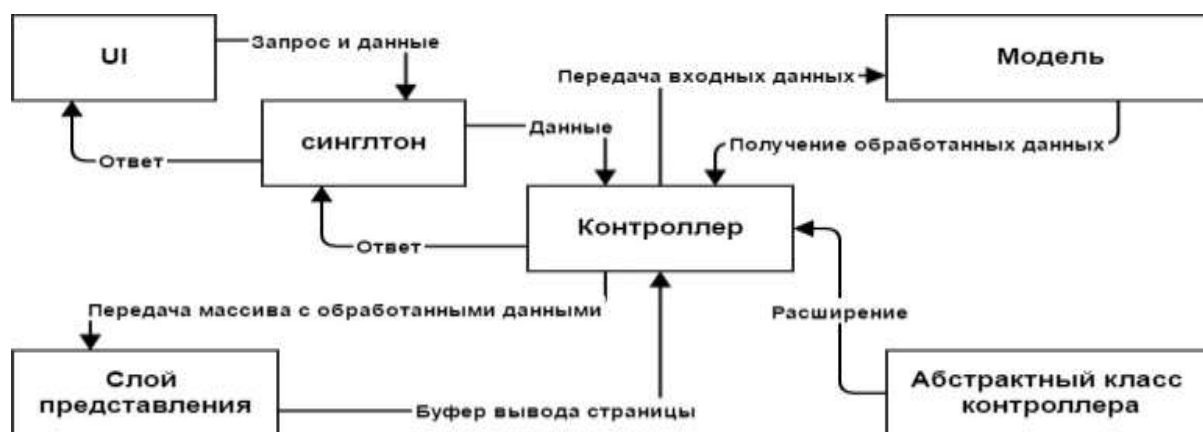 UI
Запрос и данные
Передача входных данных
Модель
синглтон
Данные
Получение обработанных данных
Ответ
Контроллер
Ответ
Передача массива с обработанными данными
Расширение
Слой
представления
Буфер вывода страницы
Абстрактный класс
контроллера